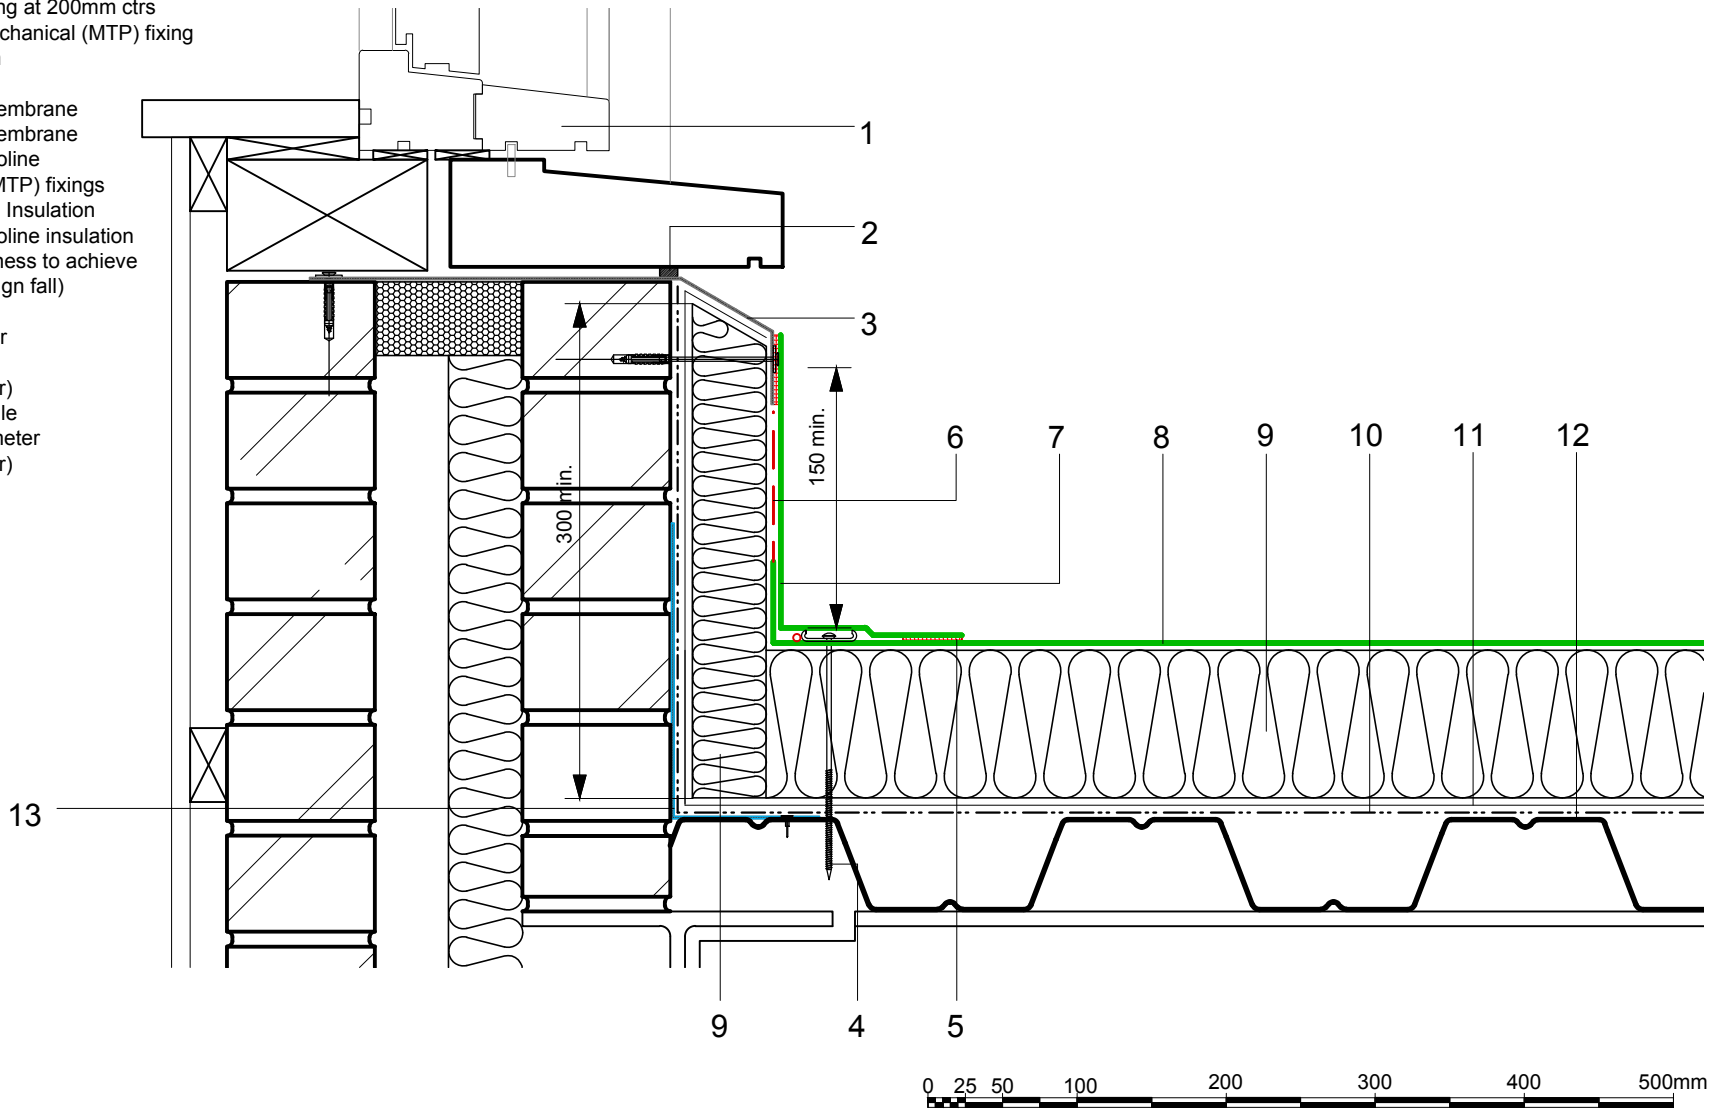 ng at 200mm ctrs
chanical (MTP) fixing
embrane
embrane
oline
MTP) fixings
Insulation
oline insulation
ness to achieve
gn fall)
r
r)
le
neter
r)
1
2
3
300 min.
150 min.
6 7 8 9 10 11 12
13
9 4 5
0 25 50 100 200 300 400 500mm